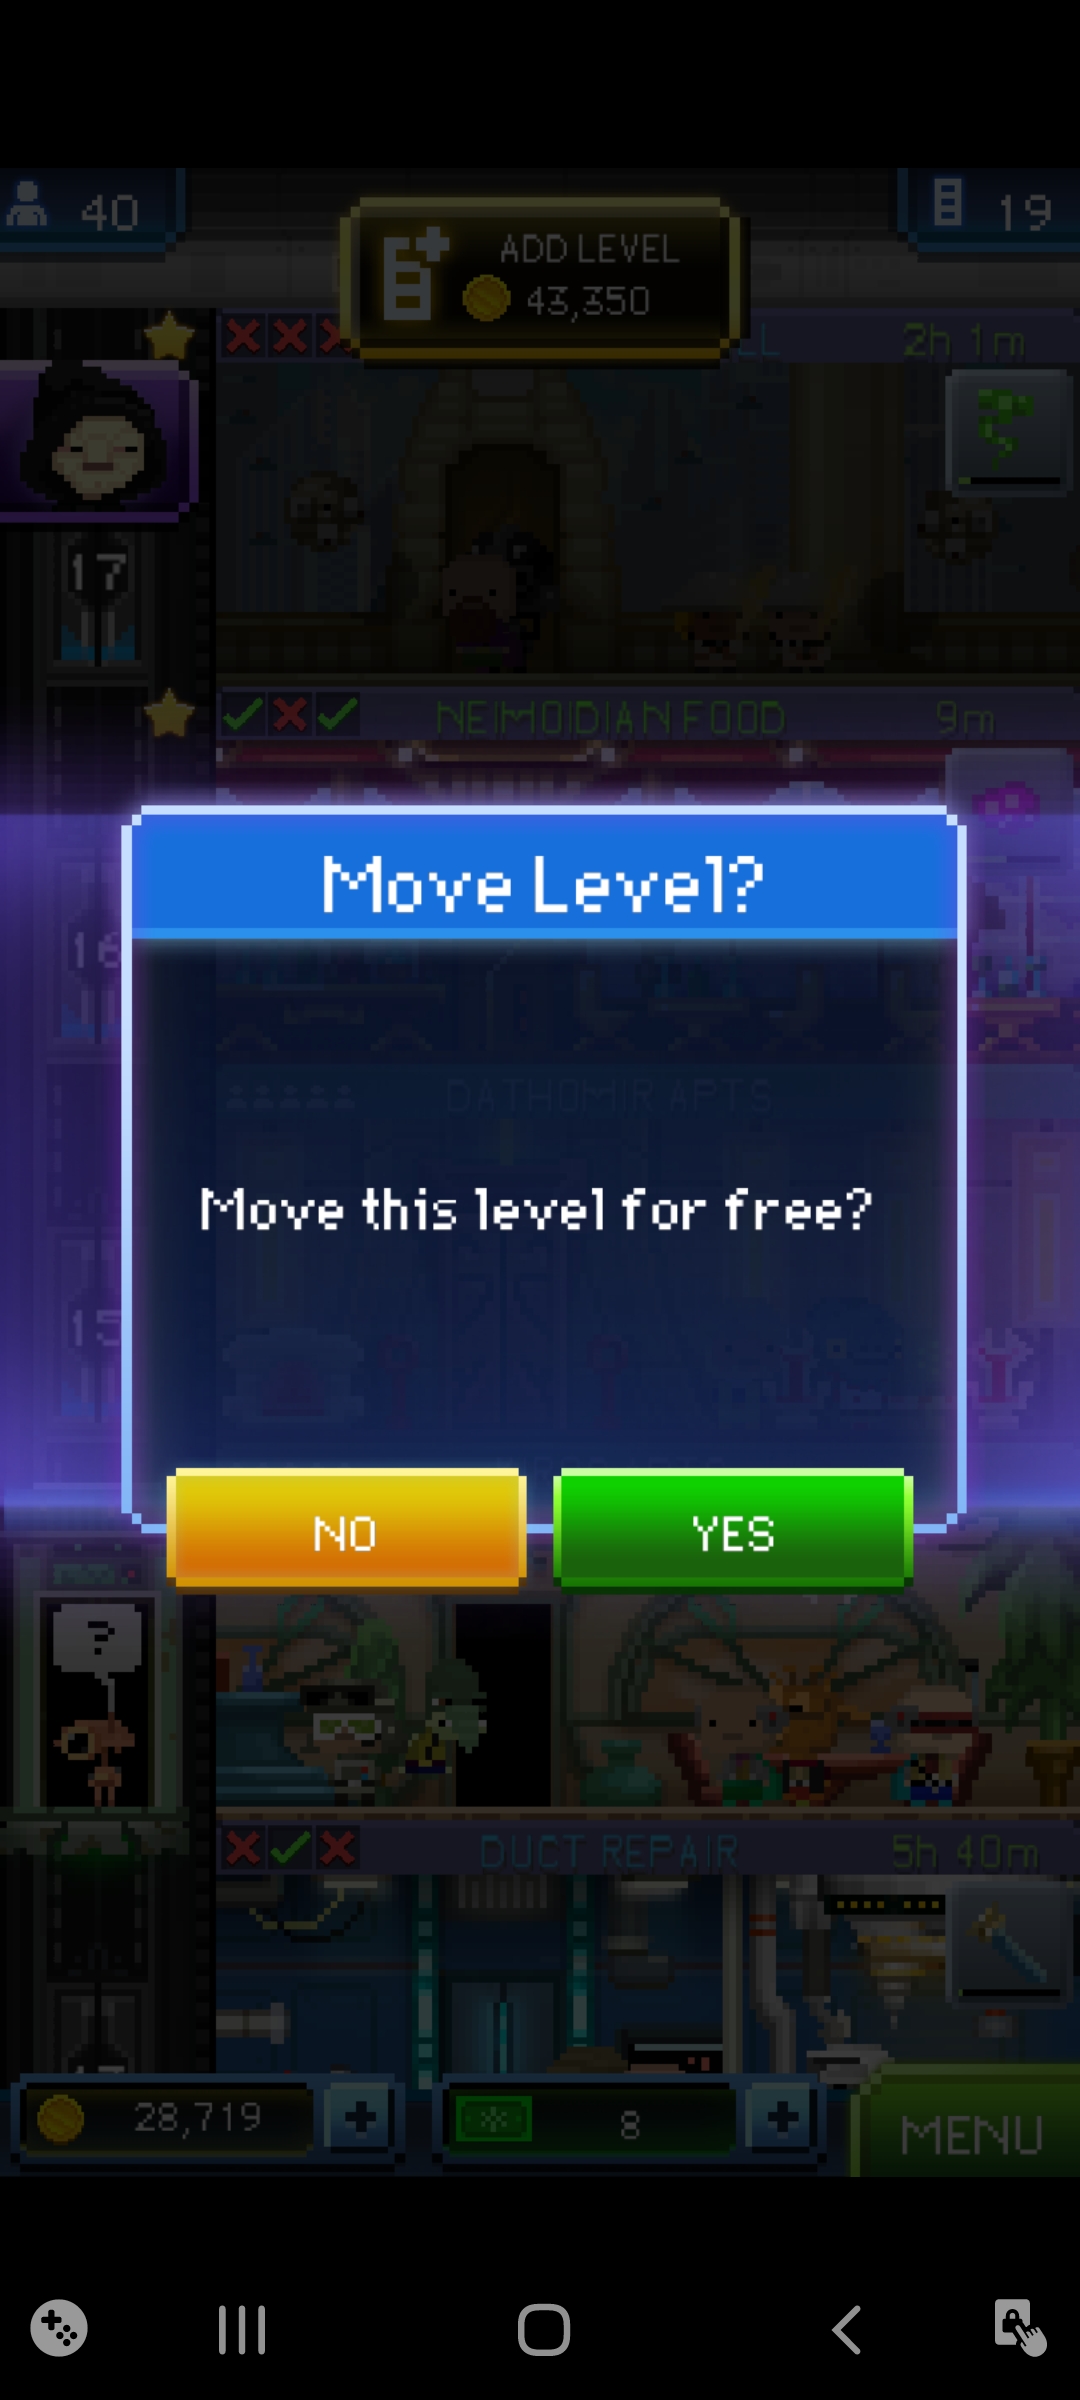 40
ADD LEVEL
43,350
19
LL 2h 1m
17
NEIMOIDIAN FOOD 9m
Move Level?
16
DATHOMIR APTS
Move this level for free?
15
NO
YES
?
DUCT REPAIR 5h 40m
28,719
8
MENU